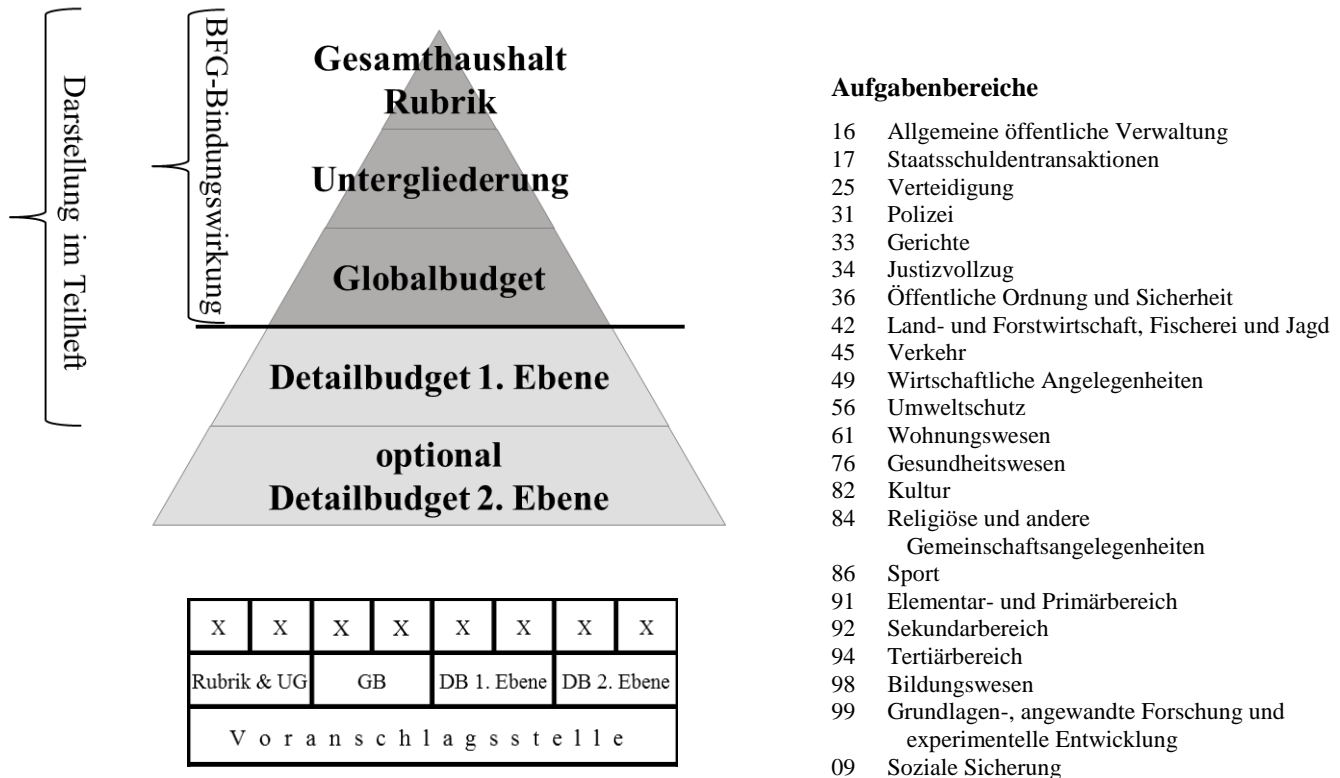 Darstellung im Teilheft
BFG-Bindungswirkung
Gesamthaushalt
Rubrik
Untergliederung
Globalbudget
Detailbudget 1. Ebene
optional
Detailbudget 2. Ebene
X X X X X X X X
Rubrik & UG GB DB 1. Ebene DB 2. Ebene
Voranschlagsstelle
Aufgabenbereiche
16 Allgemeine öffentliche Verwaltung
17 Staatsschuldentransaktionen
25 Verteidigung
31 Polizei
33 Gerichte
34 Justizvollzug
36 Öffentliche Ordnung und Sicherheit
42 Land- und Forstwirtschaft, Fischerei und Jagd
45 Verkehr
49 Wirtschaftliche Angelegenheiten
56 Umweltschutz
61 Wohnungswesen
76 Gesundheitswesen
82 Kultur
84 Religiöse und andere
Gemeinschaftsangelegenheiten
86 Sport
91 Elementar- und Primärbereich
92 Sekundarbereich
94 Tertiärbereich
98 Bildungswesen
99 Grundlagen-, angewandte Forschung und
experimentelle Entwicklung
09 Soziale Sicherung